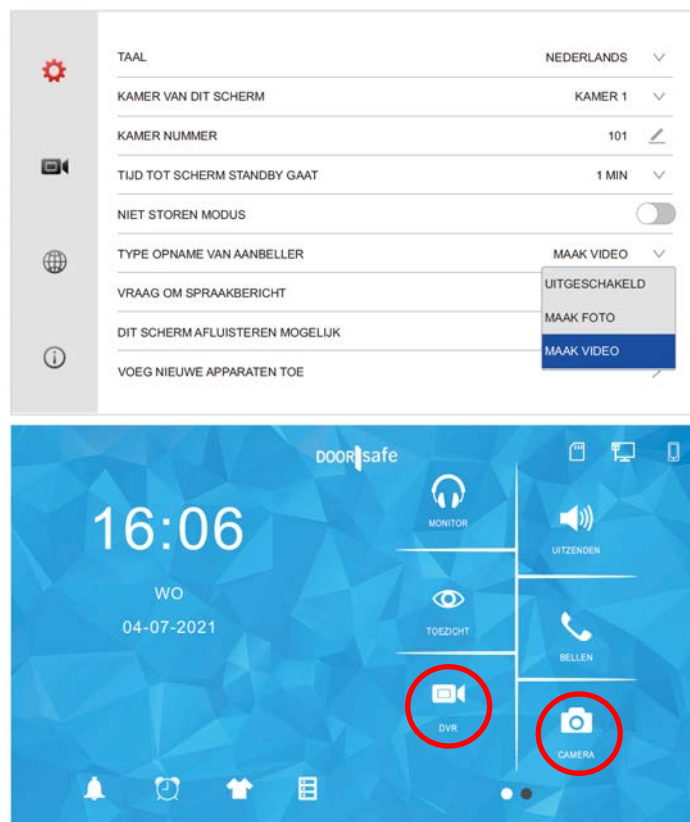 TAAL NEDERLANDS
KAMER VAN DIT SCHERM KAMER 1
KAMER NUMMER 101
TIJD TOT SCHERM STANDBY GAAT 1 MIN
NIET STOREN MODUS
TYPE OPNAME VAN AANBELLER MAAK VIDEO
UITGESCHAKELD
VRAAG OM SPRAAKBERICHT
MAAK FOTO
DIT SCHERM AFLUISTEREN MOGELIJK
MAAK VIDEO
VOEG NIEUWE APPARATEN TOE
DOORsafe
16:06
WO
04-07-2021
MONITOR
UITZENDEN
TOEZICHT
BELLEN
DVR
CAMERA